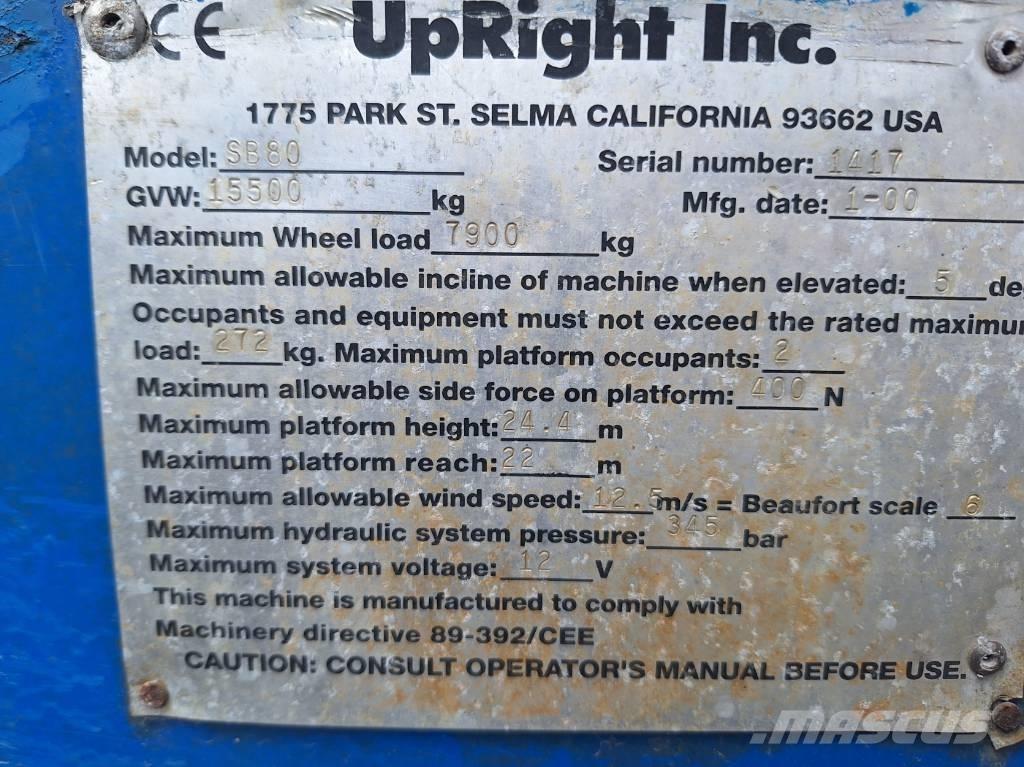 CE UpRight Inc.
1775 PARK ST. SELMA CALIFORNIA 93662 USA
Model: SB80 Serial number: 1417
GVW: 15500 kg Mfg. date: 1-00
Maximum Wheel load 7900 kg
Maximum allowable incline of machine when elevated: 5 de
Occupants and equipment must not exceed the rated maximu
load: 272 kg. Maximum platform occupants: 2
Maximum allowable side force on platform: 400 N
Maximum platform height: 24.4 m
Maximum platform reach: 22 m
Maximum allowable wind speed: 12.5 m/s = Beaufort scale 6
Maximum hydraulic system pressure: 345 bar
Maximum system voltage: 12 V
This machine is manufactured to comply with
Machinery directive 89-392/CEE
CAUTION: CONSULT OPERATOR'S MANUAL BEFORE USE.
MASCUS